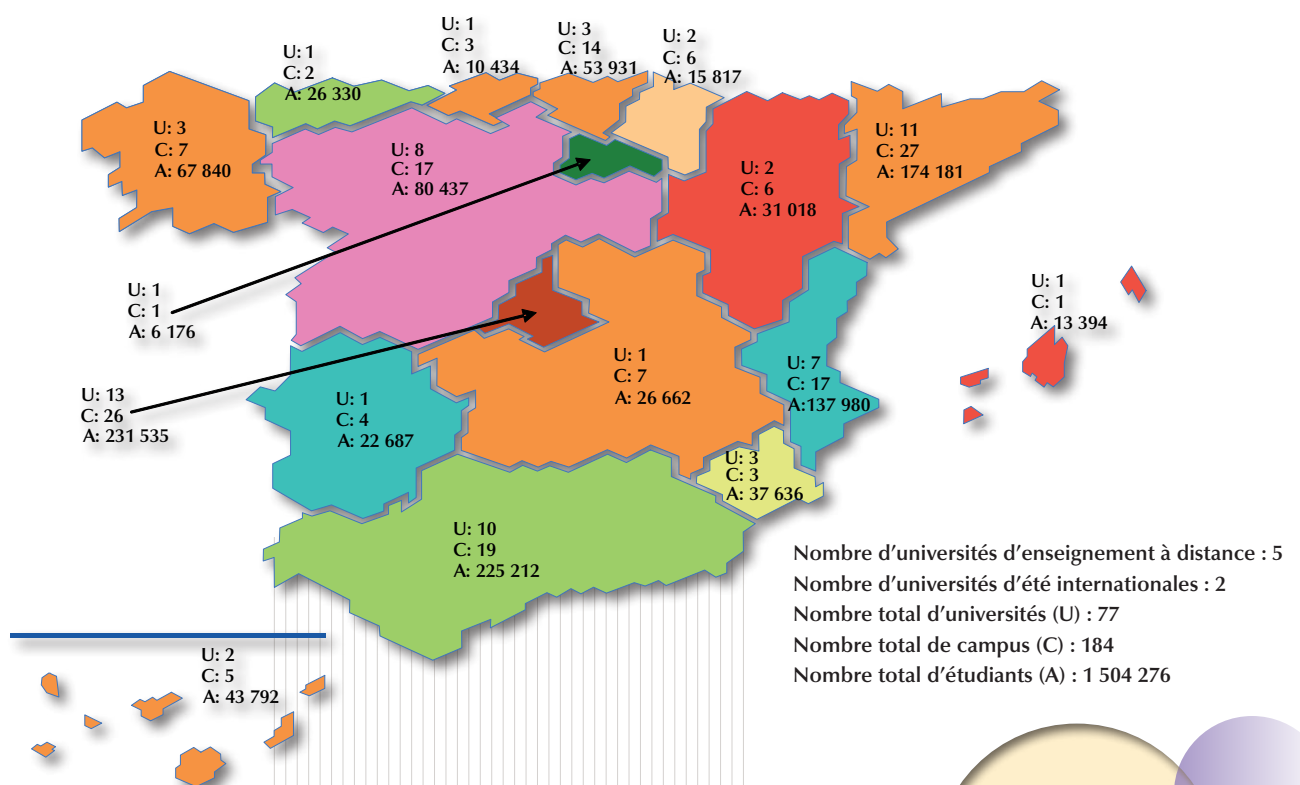 U: 1
C: 3
A: 10 434
U: 3
C: 14
A: 53 931
U: 2
C: 6
A: 15 817
U: 1
C: 2
A: 26 330
U: 3
C: 7
A: 67 840
U: 8
C: 17
A: 80 437
U: 2
C: 6
A: 31 018
U: 11
C: 27
A: 174 181
U: 1
C: 1
A: 6 176
U: 1
C: 1
A: 13 394
U: 13
C: 26
A: 231 535
U: 1
C: 4
A: 22 687
U: 1
C: 7
A: 26 662
U: 7
C: 17
A:137 980
U: 3
C: 3
A: 37 636
U: 10
C: 19
A: 225 212
Nombre d'universités d'enseignement à distance : 5
Nombre d'universités d'été internationales : 2
Nombre total d'universités (U) : 77
Nombre total de campus (C) : 184
Nombre total d'étudiants (A) : 1 504 276
U: 2
C: 5
A: 43 792